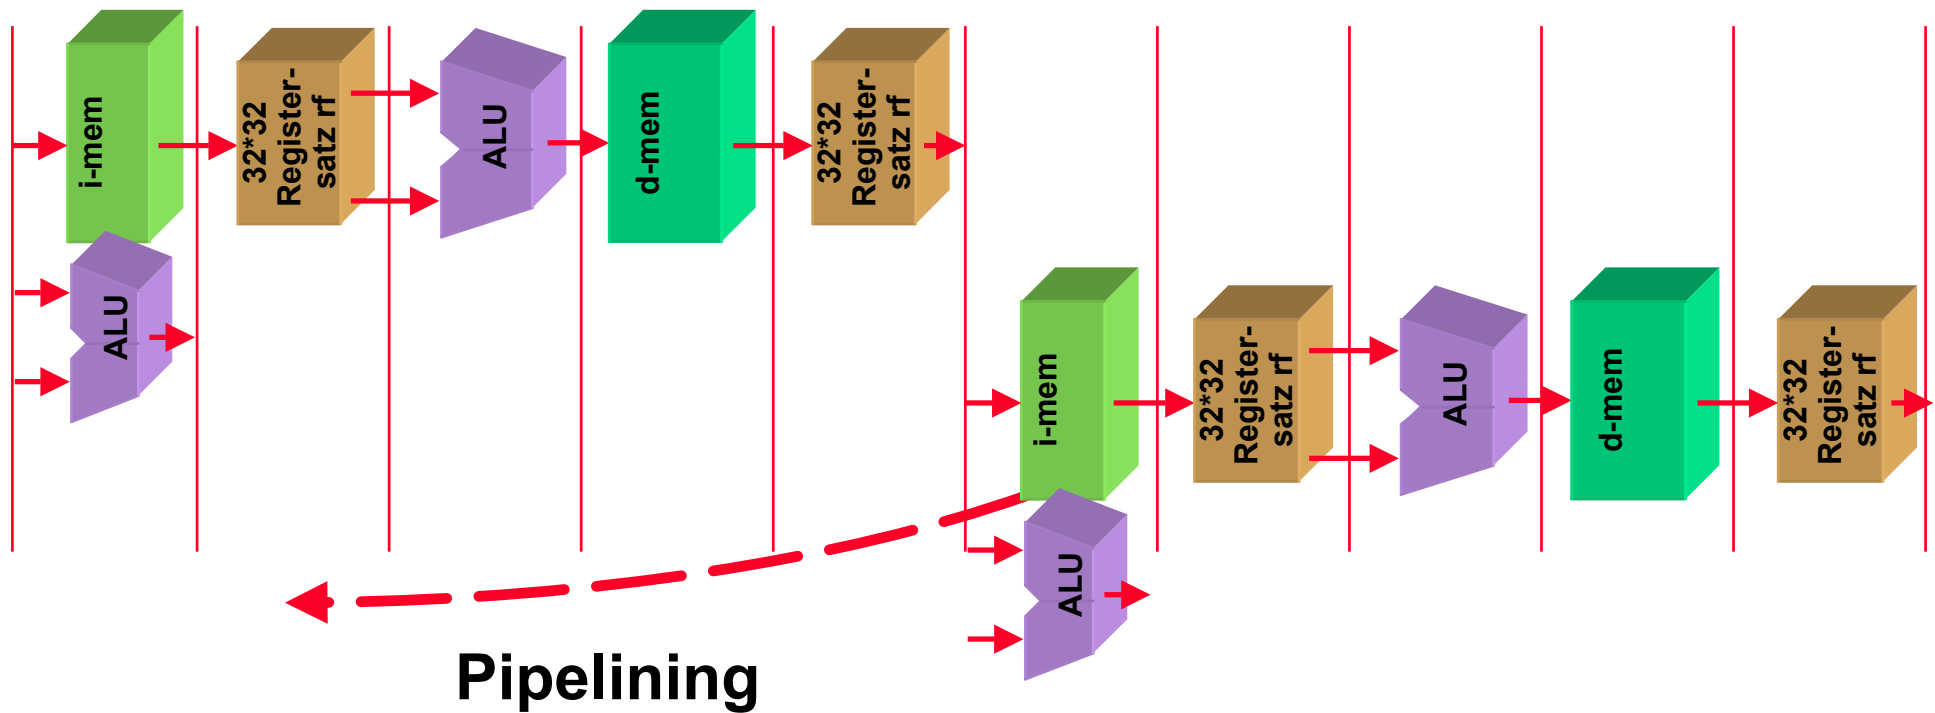 i-mem
32*32
Register-
satz rf
ALU
d-mem
32*32
Register-
satz rf
ALU
i-mem
32*32
Register-
satz rf
ALU
d-mem
32*32
Register-
satz rf
ALU
Pipelining